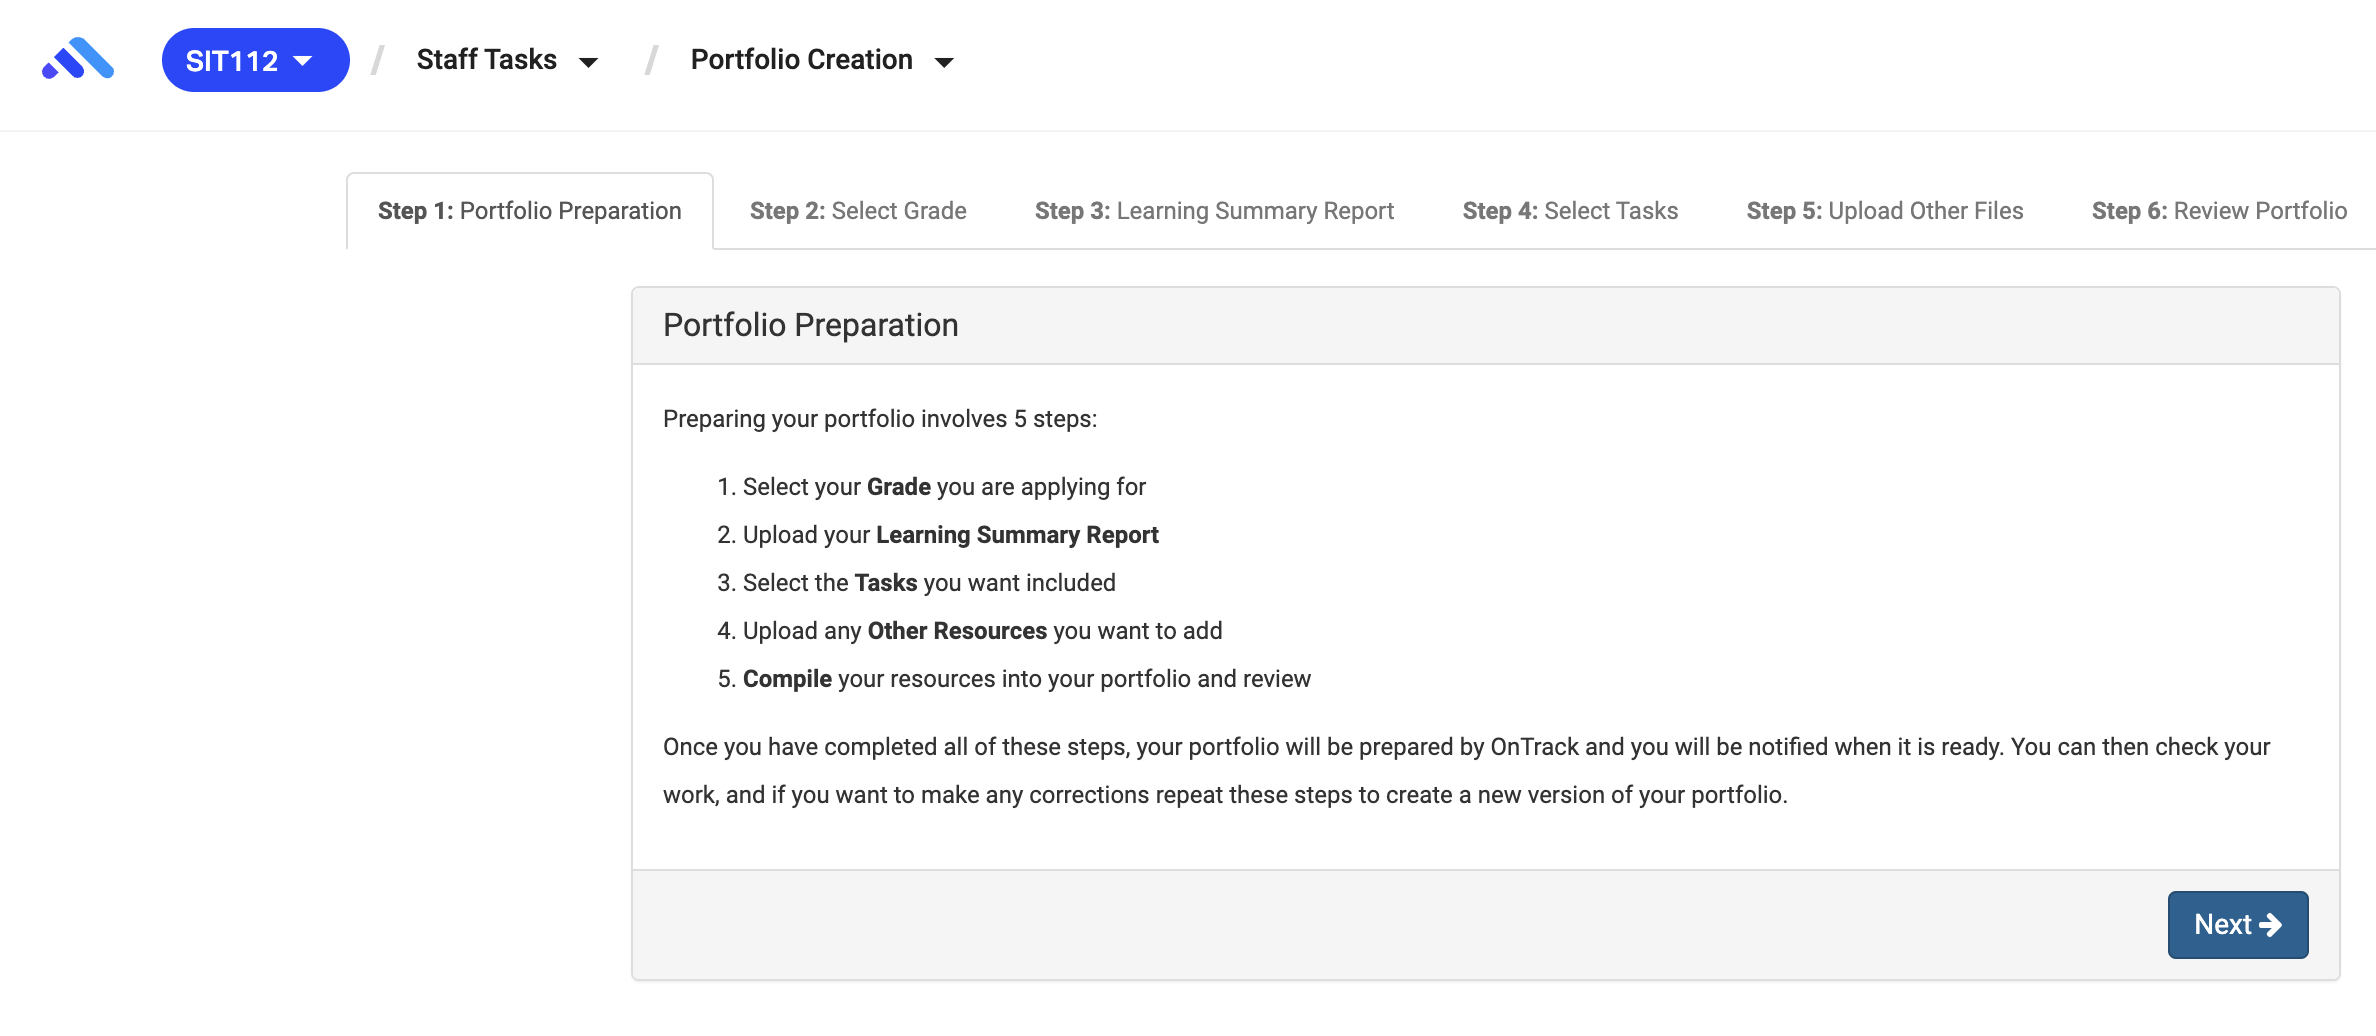 SIT112 / Staff Tasks / Portfolio Creation
Step 1: Portfolio Preparation Step 2: Select Grade Step 3: Learning Summary Report Step 4: Select Tasks Step 5: Upload Other Files Step 6: Review Portfolio
Portfolio Preparation
Preparing your portfolio involves 5 steps:
1. Select your Grade you are applying for
2. Upload your Learning Summary Report
3. Select the Tasks you want included
4. Upload any Other Resources you want to add
5. Compile your resources into your portfolio and review
Once you have completed all of these steps, your portfolio will be prepared by OnTrack and you will be notified when it is ready. You can then check your
work, and if you want to make any corrections repeat these steps to create a new version of your portfolio.
Next